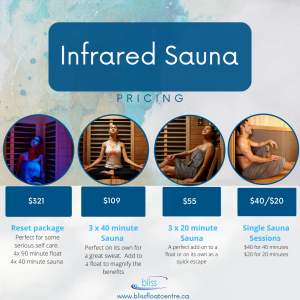 Infrared Sauna
PRICING
$321
$109
$55
$40/$20
Reset package
Perfect for some
serious self care.
4x 90 minute float
4x 40 minute sauna
3 x 40 minute
Sauna
Perfect on its own for
a great sweat. Add to
a float to magnify the
benefits
3 x 20 minute
Sauna
A perfect add-on to a
float or on its own as a
quick escape
Single Sauna
Sessions
$40 for 40 minutes
$20 for 20 minutes
bliss
www.blissfloatcentre.ca